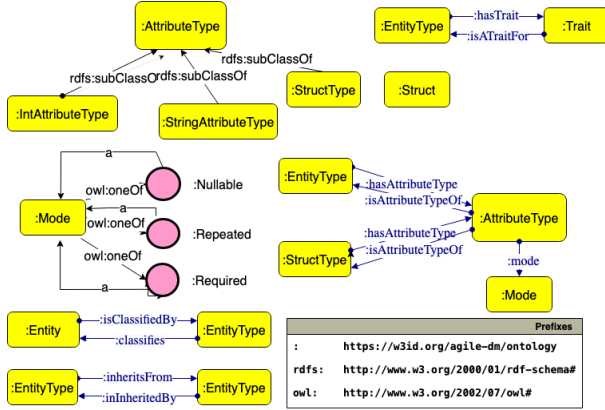 :AttributeType
:EntityType
:hasTrait
:Trait
:isATraitFor
rdfs:subClassOf
rdfs:subClassOf
rdfs:subClassOf
:IntAttributeType
:StringAttributeType
:StructType
:Struct
a
owl:oneOf
:Nullable
:Mode
a
owl:oneOf
:Repeated
owl:oneOf
a
:Required
:EntityType
:hasAttributeType
:isAttributeTypeOf
:AttributeType
:hasAttributeType
:isAttributeTypeOf
:StructType
:mode
:Mode
:Entity
:isClassifiedBy
:classifies
:EntityType
:EntityType
:inheritsFrom
:inInheritedBy
:EntityType
Prefixes
: https://w3id.org/agile-dm/ontology
rdfs: http://www.w3.org/2000/01/rdf-schema#
owl: http://www.w3.org/2002/07/owl#